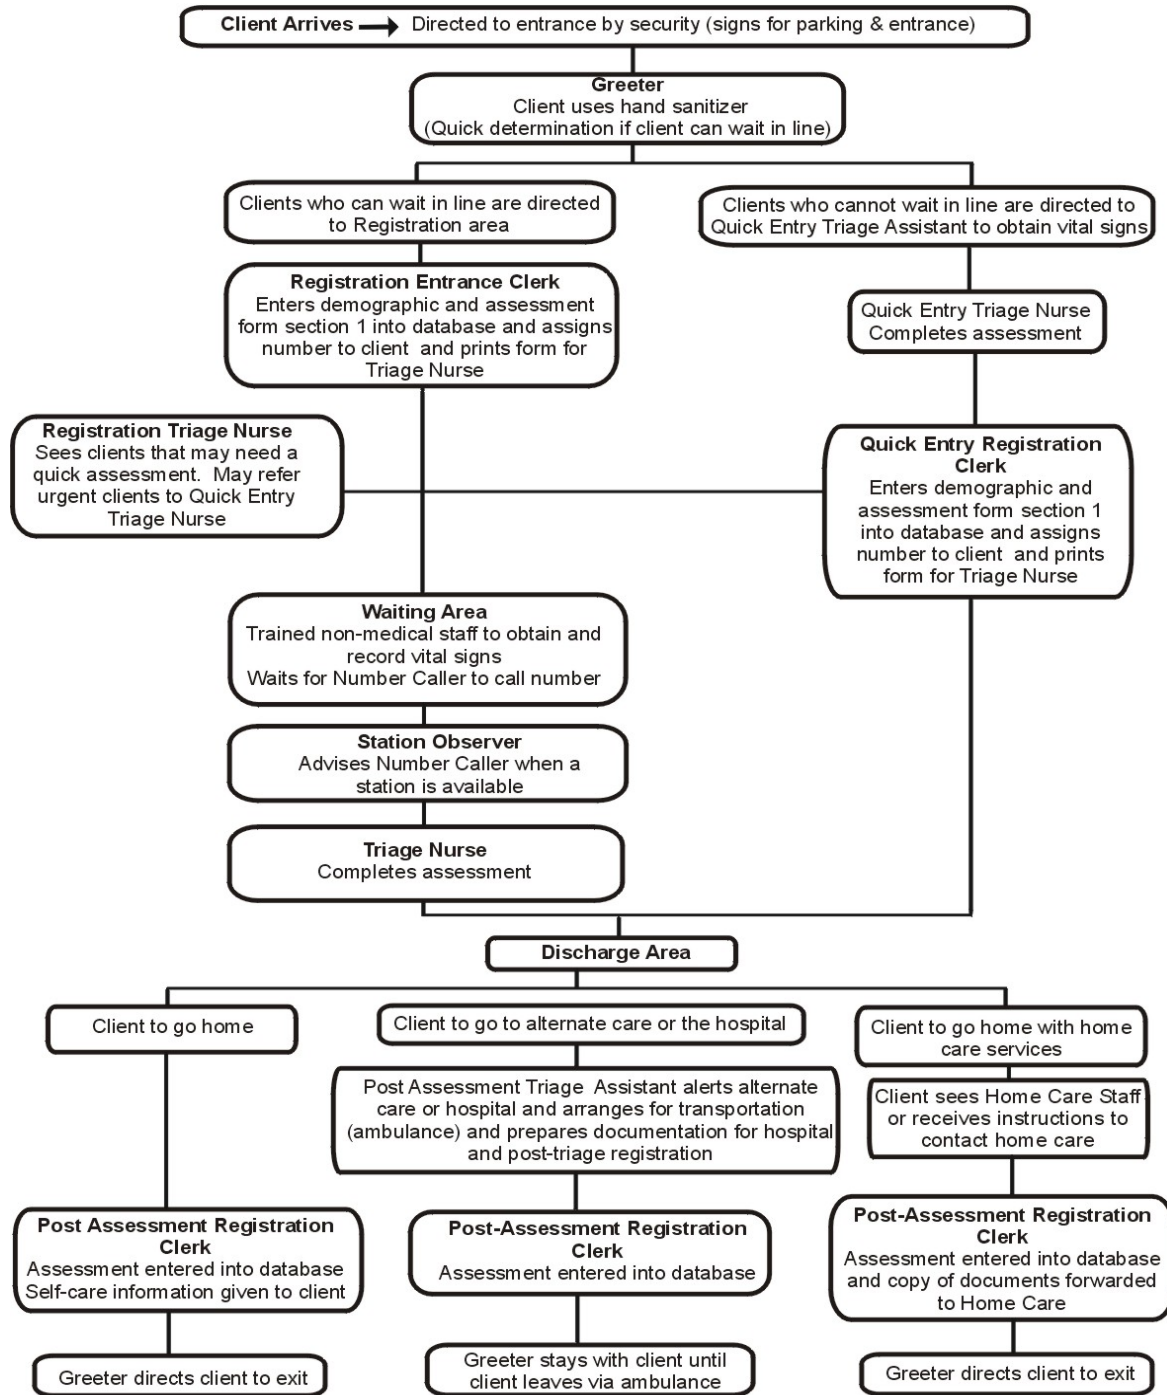 Client Arrives → Directed to entrance by security (signs for parking & entrance)
Greeter
Client uses hand sanitizer
(Quick determination if client can wait in line)
Clients who can wait in line are directed
to Registration area
Clients who cannot wait in line are directed to
Quick Entry Triage Assistant to obtain vital signs
Registration Entrance Clerk
Enters demographic and assessment
form section 1 into database and assigns
number to client and prints form for
Triage Nurse
Quick Entry Triage Nurse
Completes assessment
Registration Triage Nurse
Sees clients that may need a
quick assessment. May refer
urgent clients to Quick Entry
Triage Nurse
Quick Entry Registration
Clerk
Enters demographic and
assessment form section 1
into database and assigns
number to client and prints
form for Triage Nurse
Waiting Area
Trained non-medical staff to obtain and
record vital signs
Waits for Number Caller to call number
Station Observer
Advises Number Caller when a
station is available
Triage Nurse
Completes assessment
Discharge Area
Client to go home
Client to go to alternate care or the hospital
Client to go home with home
care services
Post Assessment Triage Assistant alerts alternate
care or hospital and arranges for transportation
(ambulance) and prepares documentation for hospital
and post-triage registration
Client sees Home Care Staff
or receives instructions to
contact home care
Post Assessment Registration
Clerk
Assessment entered into database
Self-care information given to client
Post-Assessment Registration
Clerk
Assessment entered into database
Post-Assessment Registration
Clerk
Assessment entered into database
and copy of documents forwarded
to Home Care
Greeter directs client to exit
Greeter stays with client until
client leaves via ambulance
Greeter directs client to exit